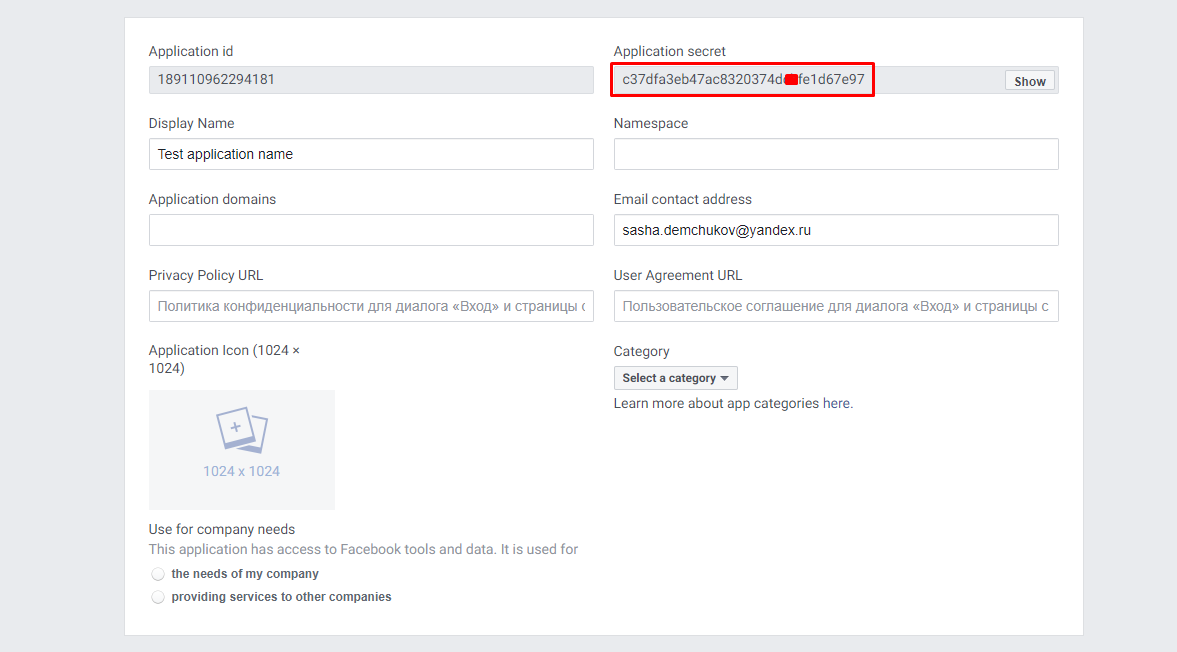 Application id
Application secret
189110962294181
Show
Display Name
Namespace
Test application name
Application domains
Email contact address
sasha.demchukov@yandex.ru
Privacy Policy URL
User Agreement URL
Политика конфиденциальности для диалога «Вход» и страницы
Пользовательское соглашение для диалога «Вход» и страницы с
Application Icon (1024 ×
1024)
Category
Select a category
Learn more about app categories here.
+
1024 x 1024
Use for company needs
This application has access to Facebook tools and data. It is used for
the needs of my company
providing services to other companies